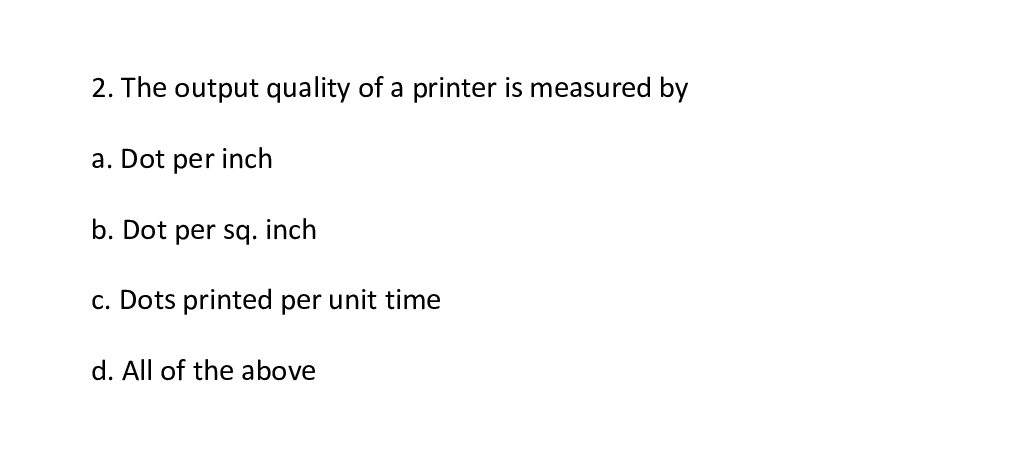 2. The output quality of a printer is measured by
a. Dot per inch
b. Dot per sq. inch
c. Dots printed per unit time
d. All of the above